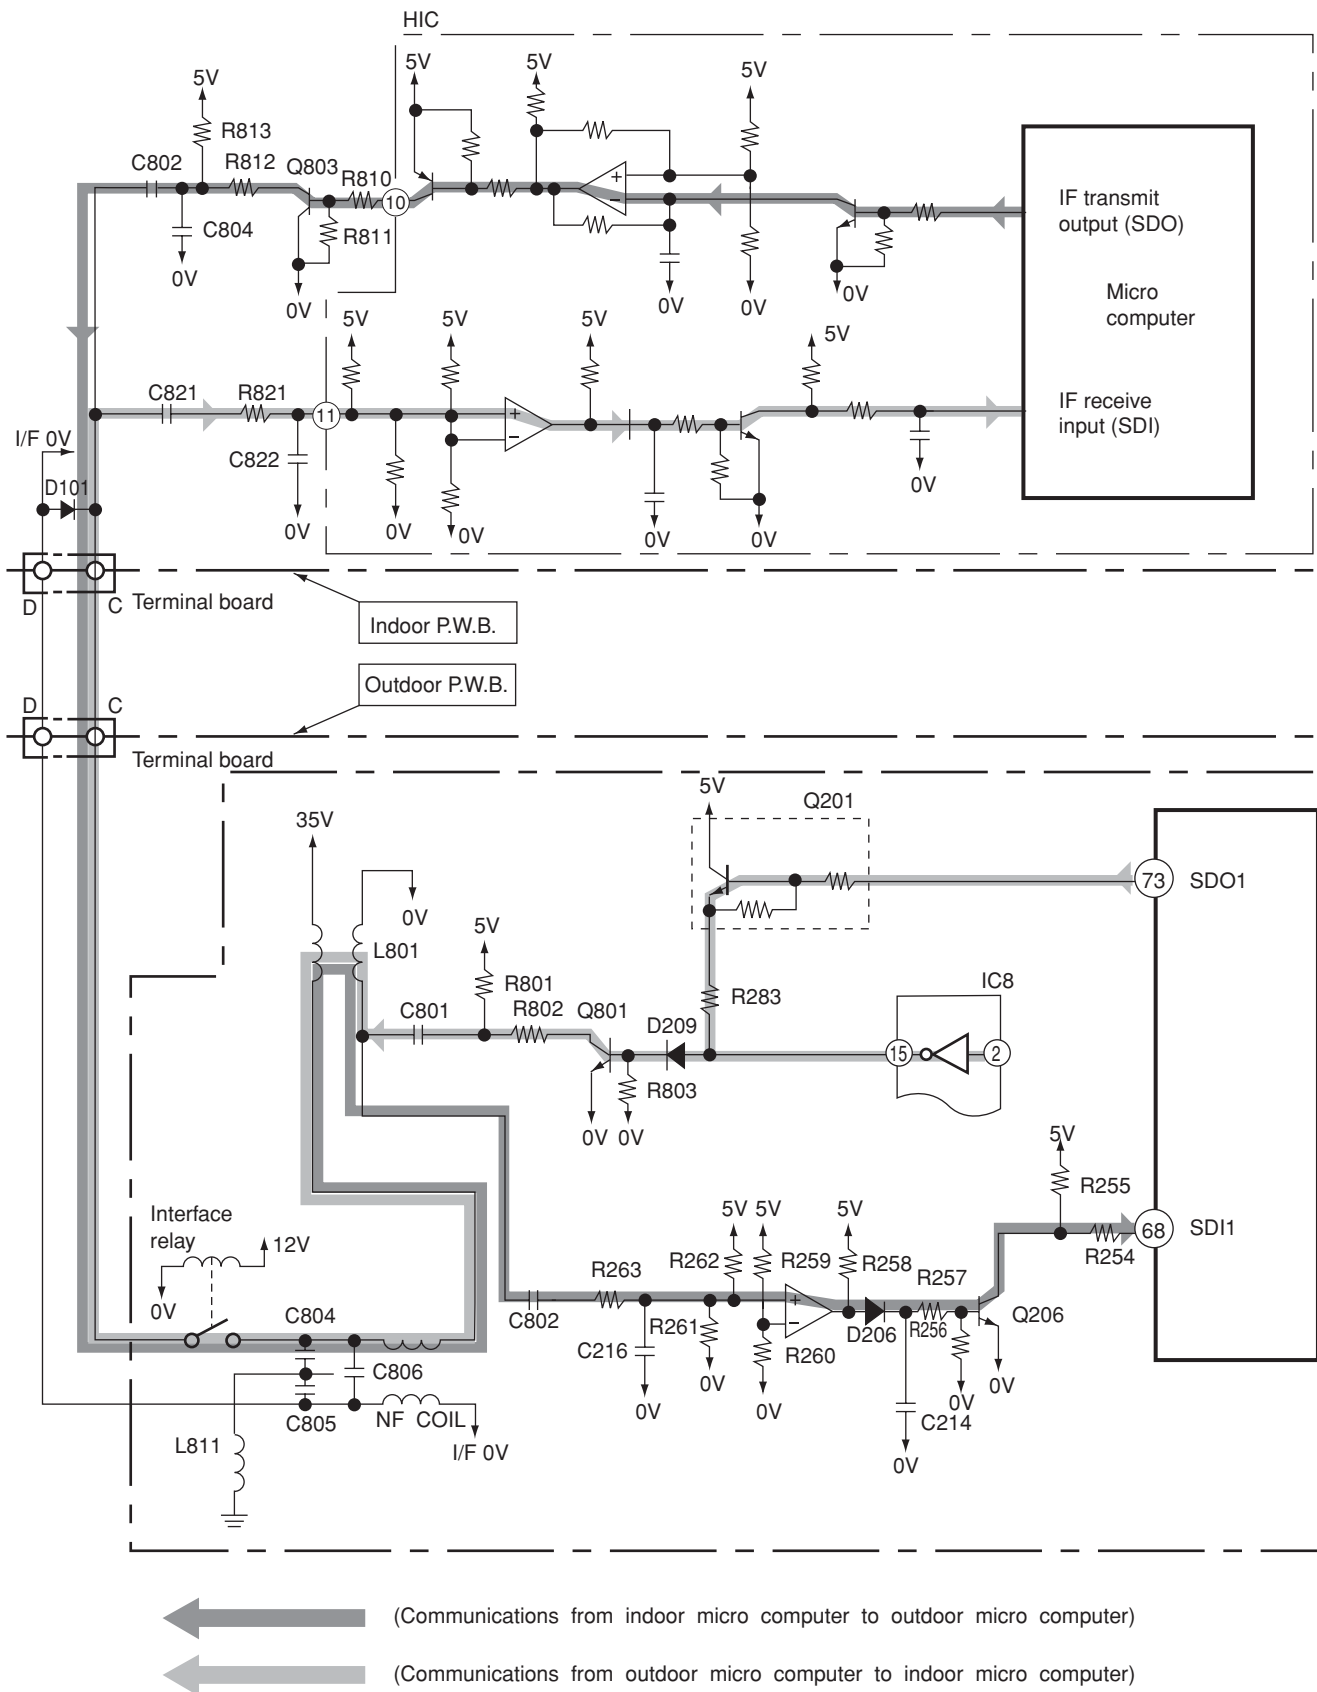 HIC
5V
5V
5V
5V
R813
C802
R812
Q803
R810
10
R811
C804
0V
0V
0V
0V
0V
IF transmit
output (SDO)
Micro
computer
5V
5V
5V
5V
C821
R821
11
IF receive
input (SDI)
I/F 0V
C822
D101
0V
0V
0V
0V
0V
0V
D
C
Terminal board
Indoor P.W.B.
Outdoor P.W.B.
D
C
Terminal board
5V
Q201
35V
73
SDO1
0V
L801
5V
R801
R283
IC8
C801
R802
Q801
D209
15
2
R803
0V
0V
5V
R255
Interface
relay
12V
5V
5V
5V
68
SDI1
R254
R263
R262
R259
R258
R257
0V
C804
C802
R261
D206
R256
Q206
C216
R260
C806
0V
0V
0V
0V
0V
C805
NF COIL
C214
L811
I/F 0V
0V
(Communications from indoor micro computer to outdoor micro computer)
(Communications from outdoor micro computer to indoor micro computer)